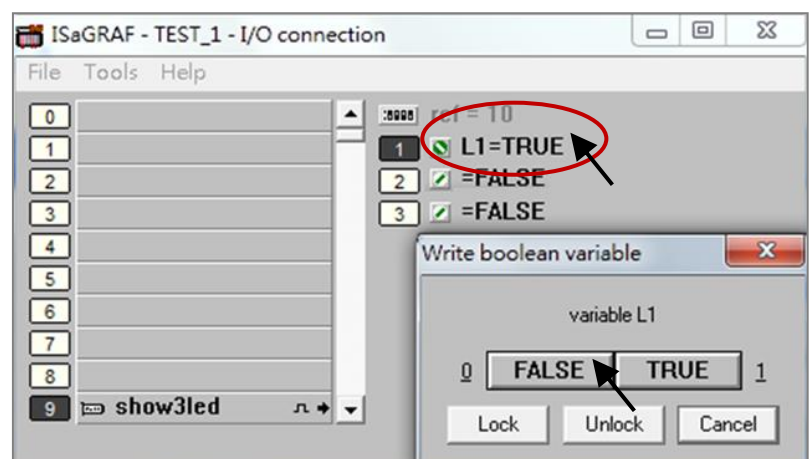 ISaGRAF - TEST_1 - I/O connection
File Tools Help
0
1
2
3
4
5
6
7
8
9 show3led
ref = 10
1 L1=TRUE
2 =FALSE
3 =FALSE
Write boolean variable
variable L1
0 FALSE TRUE 1
Lock Unlock Cancel